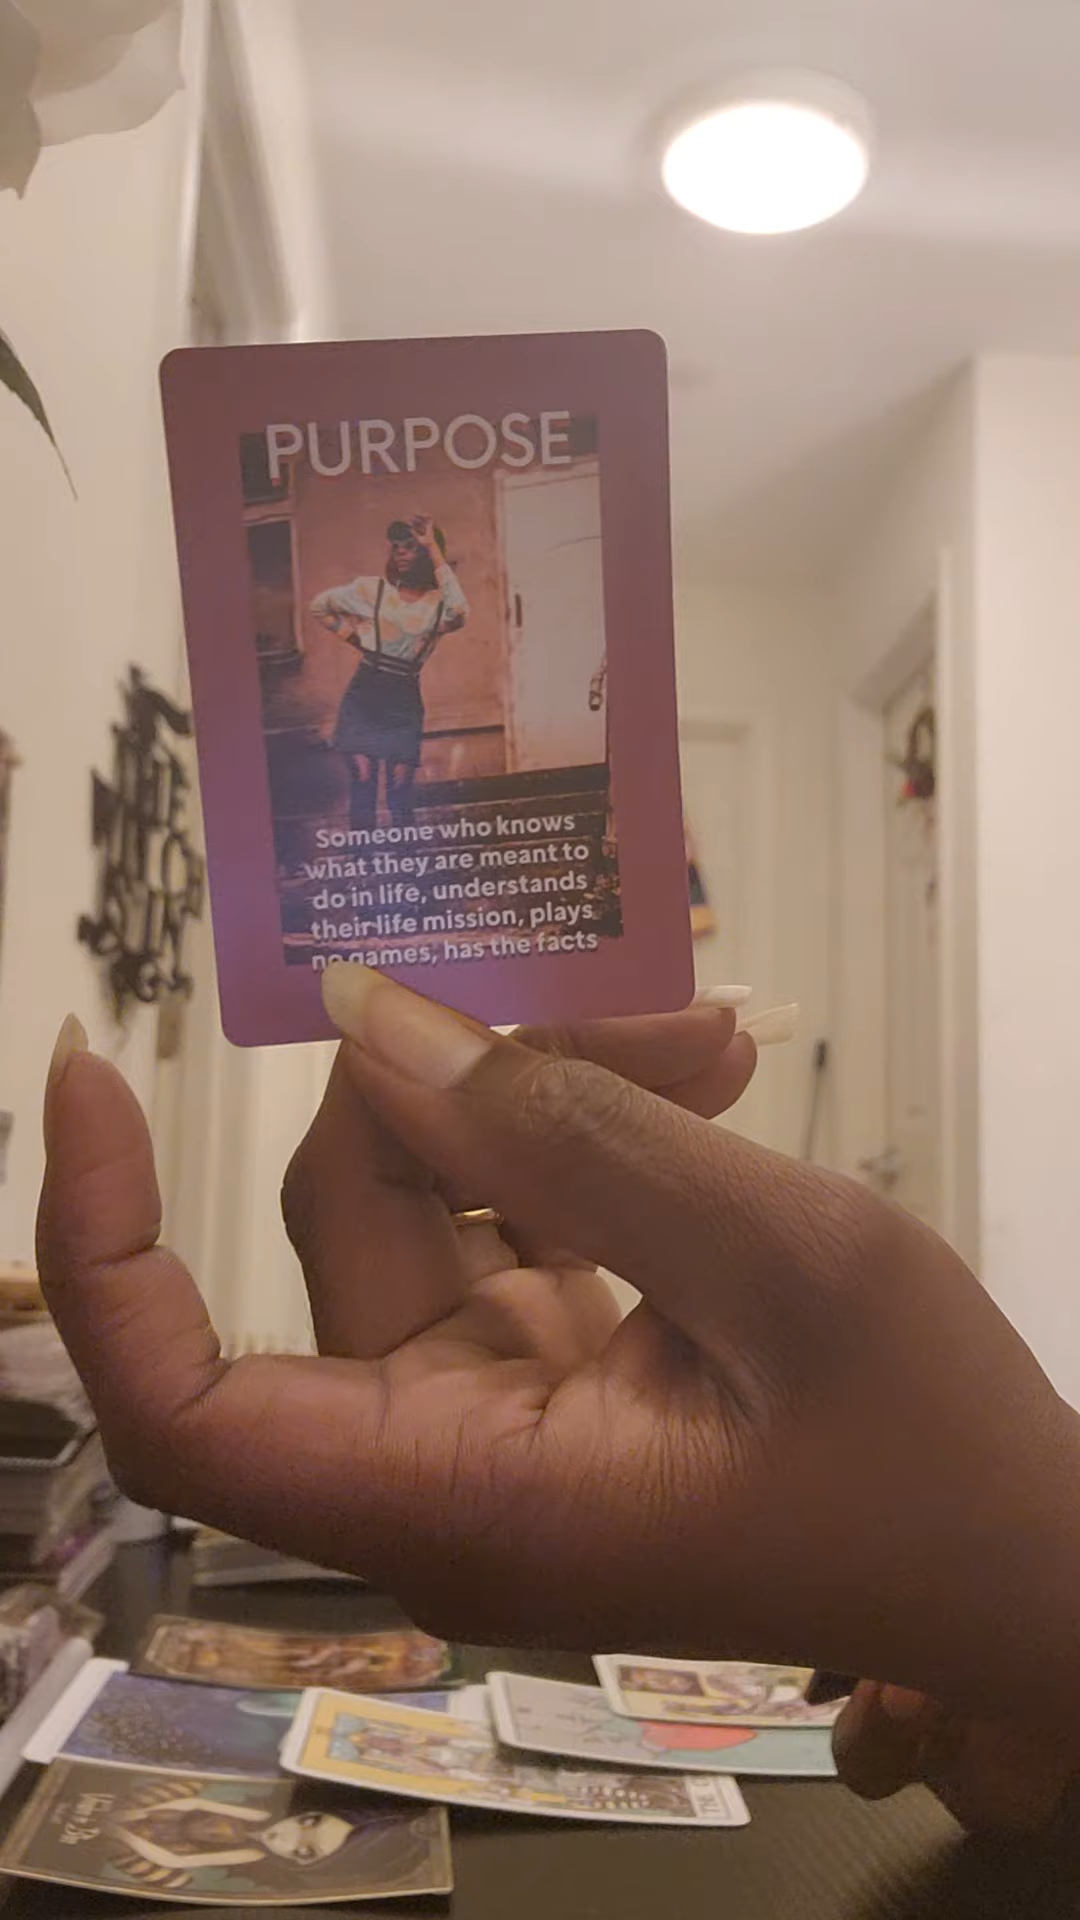 PURPOSE
Someone who knows
what they are meant to
do in life, understands
their life mission, plays
no games, has the facts